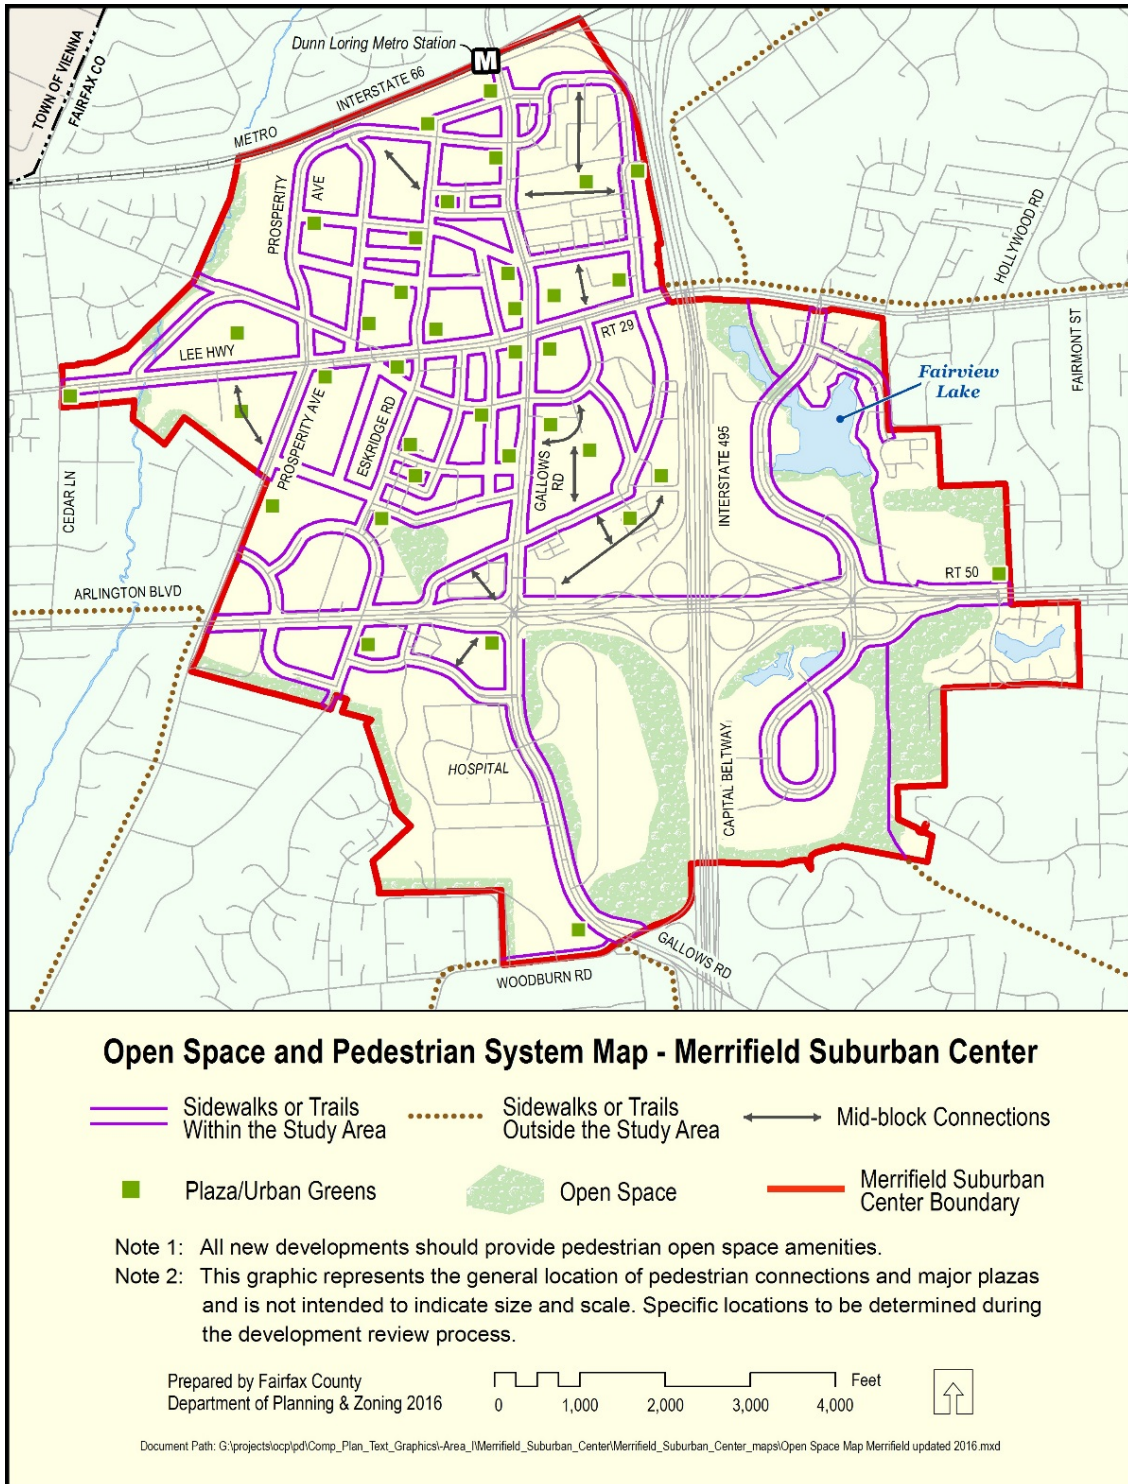 TOWN OF VIENNA
FAIRFAX CO
Dunn Loring Metro Station
M
INTERSTATE 66
METRO
PROSPERITY
AVE
HOLLYWOOD RD
FAIRMONT ST
RT 29
LEE HWY
Fairview
Lake
PROSPERITY AVE
ESKRIDGE RD
GALLOWS
RD
INTERSTATE 495
CEDAR LN
ARLINGTON BLVD
RT 50
HOSPITAL
CAPITAL BELTWAY
GALLOWS RD
WOODBURN RD
Open Space and Pedestrian System Map - Merrifield Suburban Center
Sidewalks or Trails
Within the Study Area
Sidewalks or Trails
Outside the Study Area
Mid-block Connections
Plaza/Urban Greens
Open Space
Merrifield Suburban
Center Boundary
Note 1: All new developments should provide pedestrian open space amenities.
Note 2: This graphic represents the general location of pedestrian connections and major plazas
and is not intended to indicate size and scale. Specific locations to be determined during
the development review process.
Prepared by Fairfax County
Department of Planning & Zoning 2016
Feet
0 1,000 2,000 3,000 4,000
Document Path: G:\projects\ocp\pd\Comp_Plan_Text_Graphics\-Area_I\Merrifield_Suburban_Center\Merrifield_Suburban_Center_maps\Open Space Map Merrifield updated 2016.mxd